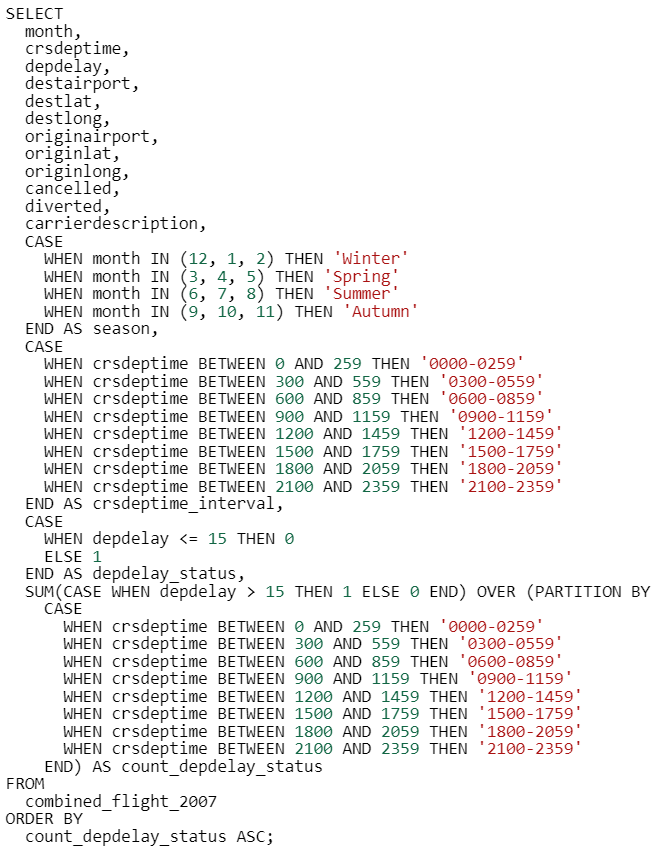 SELECT
  month,
  crsdeptime,
  depdelay,
  destairport,
  destlat,
  destlong,
  originairport,
  originlat,
  originlong,
  cancelled,
  diverted,
  carrierdescription,
  CASE
    WHEN month IN (12, 1, 2) THEN 'Winter'
    WHEN month IN (3, 4, 5) THEN 'Spring'
    WHEN month IN (6, 7, 8) THEN 'Summer'
    WHEN month IN (9, 10, 11) THEN 'Autumn'
  END AS season,
  CASE
    WHEN crsdeptime BETWEEN 0 AND 259 THEN '0000-0259'
    WHEN crsdeptime BETWEEN 300 AND 559 THEN '0300-0559'
    WHEN crsdeptime BETWEEN 600 AND 859 THEN '0600-0859'
    WHEN crsdeptime BETWEEN 900 AND 1159 THEN '0900-1159'
    WHEN crsdeptime BETWEEN 1200 AND 1459 THEN '1200-1459'
    WHEN crsdeptime BETWEEN 1500 AND 1759 THEN '1500-1759'
    WHEN crsdeptime BETWEEN 1800 AND 2059 THEN '1800-2059'
    WHEN crsdeptime BETWEEN 2100 AND 2359 THEN '2100-2359'
  END AS crsdeptime_interval,
  CASE
    WHEN depdelay <= 15 THEN 0
    ELSE 1
  END AS depdelay_status,
  SUM(CASE WHEN depdelay > 15 THEN 1 ELSE 0 END) OVER (PARTITION BY
    CASE
      WHEN crsdeptime BETWEEN 0 AND 259 THEN '0000-0259'
      WHEN crsdeptime BETWEEN 300 AND 559 THEN '0300-0559'
      WHEN crsdeptime BETWEEN 600 AND 859 THEN '0600-0859'
      WHEN crsdeptime BETWEEN 900 AND 1159 THEN '0900-1159'
      WHEN crsdeptime BETWEEN 1200 AND 1459 THEN '1200-1459'
      WHEN crsdeptime BETWEEN 1500 AND 1759 THEN '1500-1759'
      WHEN crsdeptime BETWEEN 1800 AND 2059 THEN '1800-2059'
      WHEN crsdeptime BETWEEN 2100 AND 2359 THEN '2100-2359'
    END) AS count_depdelay_status
FROM
  combined_flight_2007
ORDER BY
  count_depdelay_status ASC;